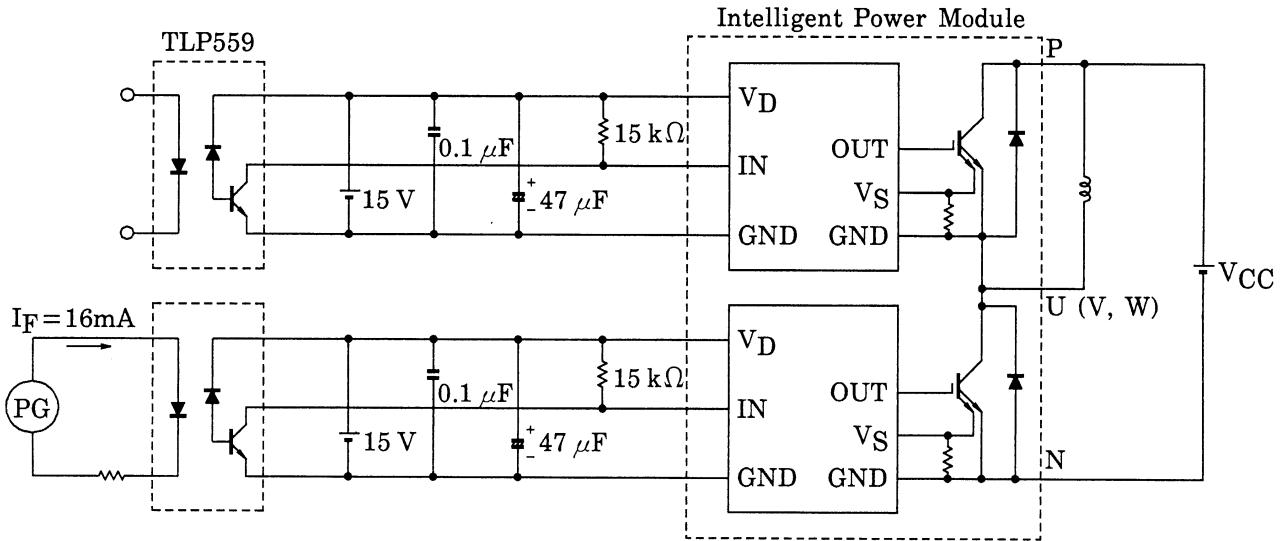 Intelligent Power Module
TLP559
P
V_D
15 kΩ
0.1 μF
OUT
IN
V_S
15 V
+
− 47 μF
GND
GND
V_CC
U (V, W)
I_F = 16mA
V_D
15 kΩ
0.1 μF
OUT
PG
IN
V_S
15 V
+
− 47 μF
N
GND
GND